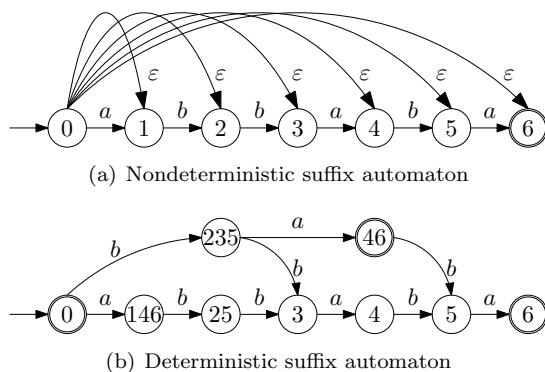 ε ε ε ε ε ε
0 a 1 b 2 b 3 a 4 b 5 a 6
(a) Nondeterministic suffix automaton
b 235 a 46
b b
0 a 146 b 25 b 3 a 4 b 5 a 6
(b) Deterministic suffix automaton